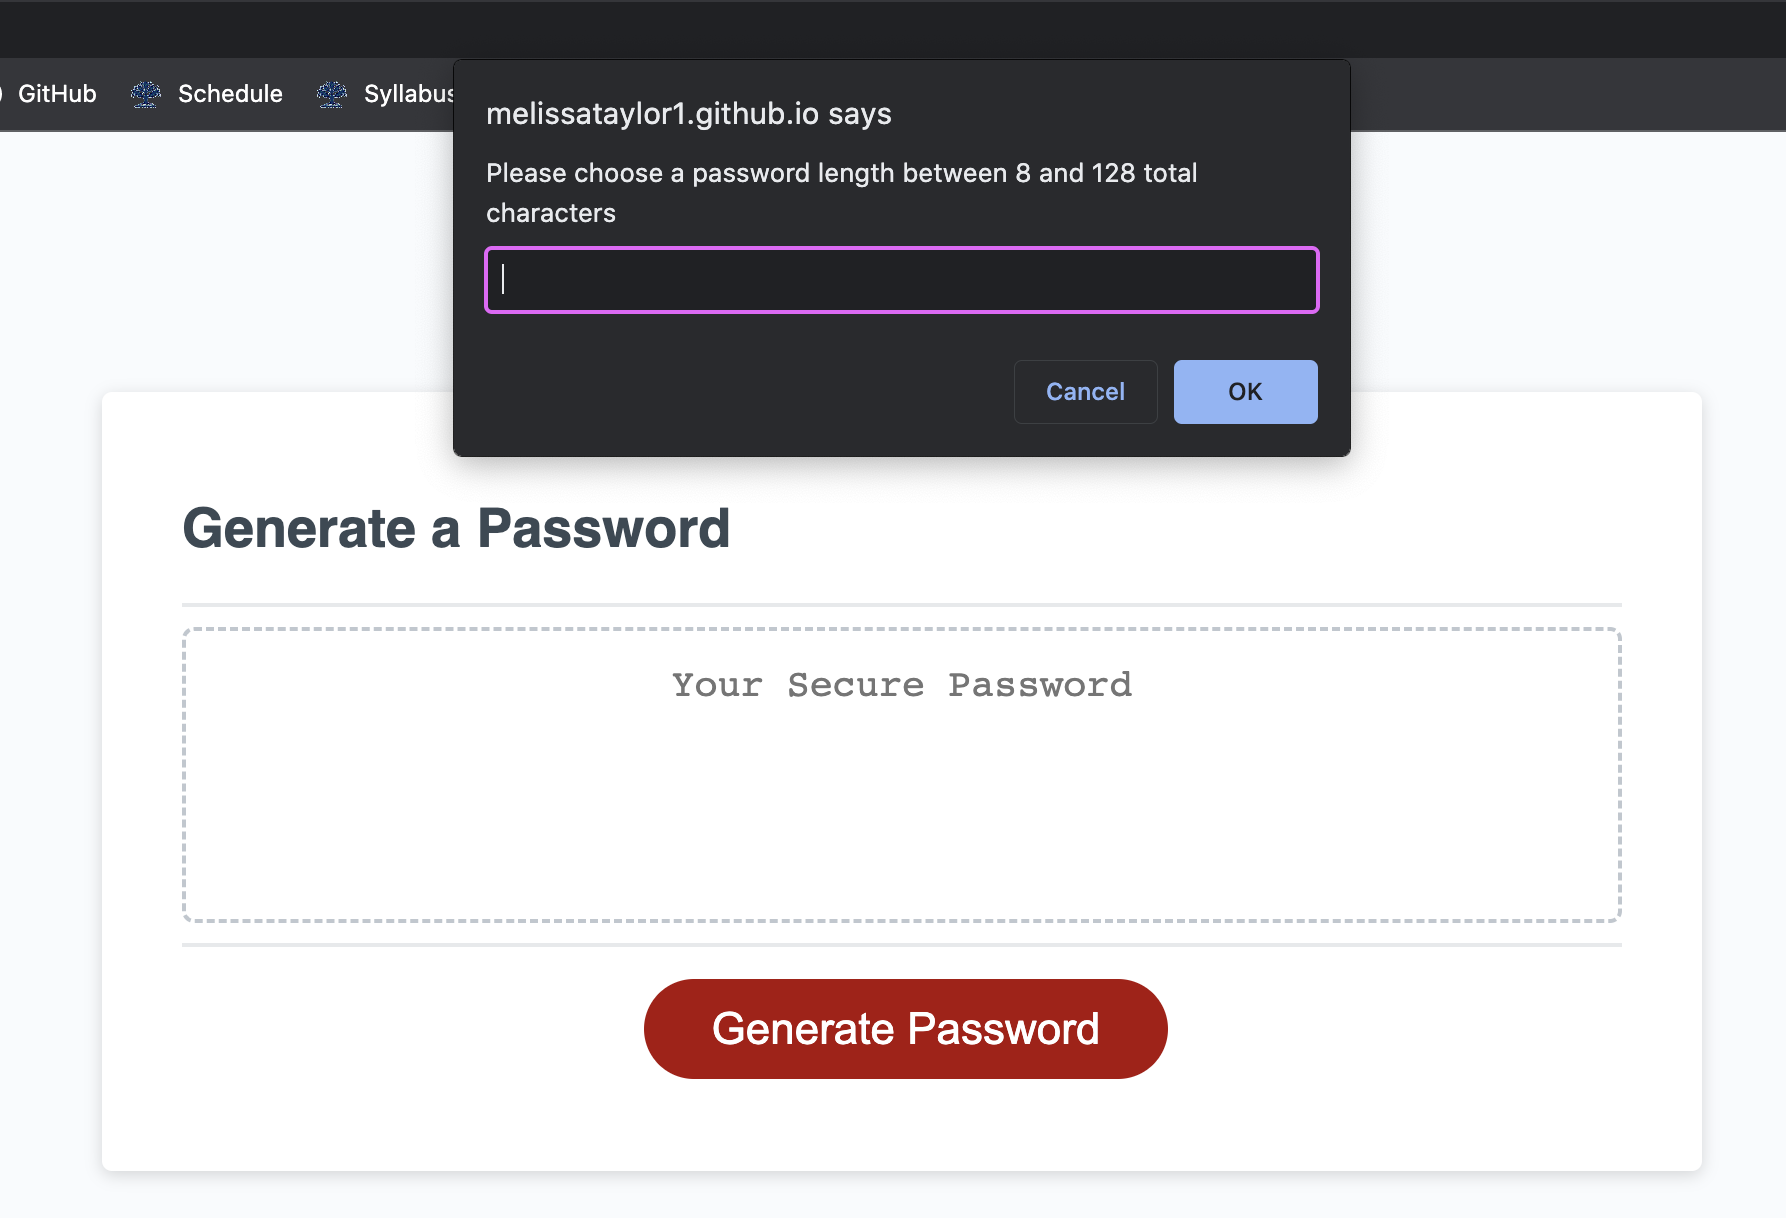 GitHub Schedule Syllabus
melissataylor1.github.io says
Please choose a password length between 8 and 128 total
characters
Cancel OK
Generate a Password
Your Secure Password
Generate Password